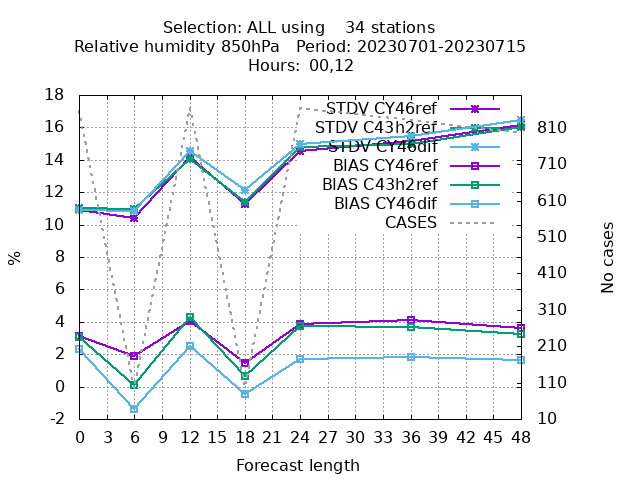 Selection: ALL using    34 stations
Relative humidity 850hPa   Period: 20230701-20230715
Hours:  00,12
18
16
14
12
10
8
6
4
2
0
-2
%
STDV CY46ref
STDV C43h2ref
STDV CY46dif
BIAS CY46ref
BIAS C43h2ref
BIAS CY46dif
CASES
810
710
610
510
410
310
210
110
10
No cases
0 3 6 9 12 15 18 21 24 27 30 33 36 39 42 45 48
Forecast length